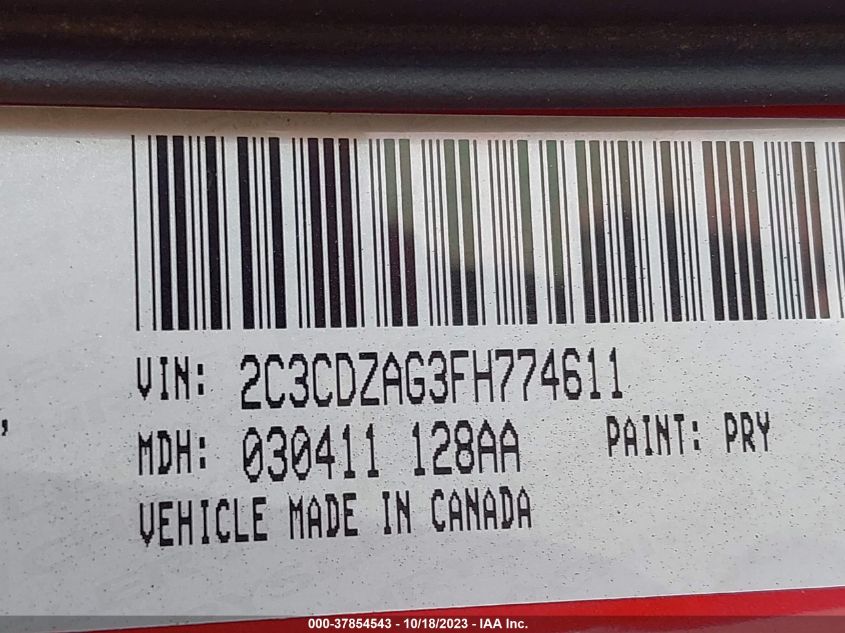 VIN: 2C3CDZAG3FH774611
MDH: 030411 128AA PAINT: PRY
VEHICLE MADE IN CANADA
000-37854543 - 10/18/2023 - IAA Inc.